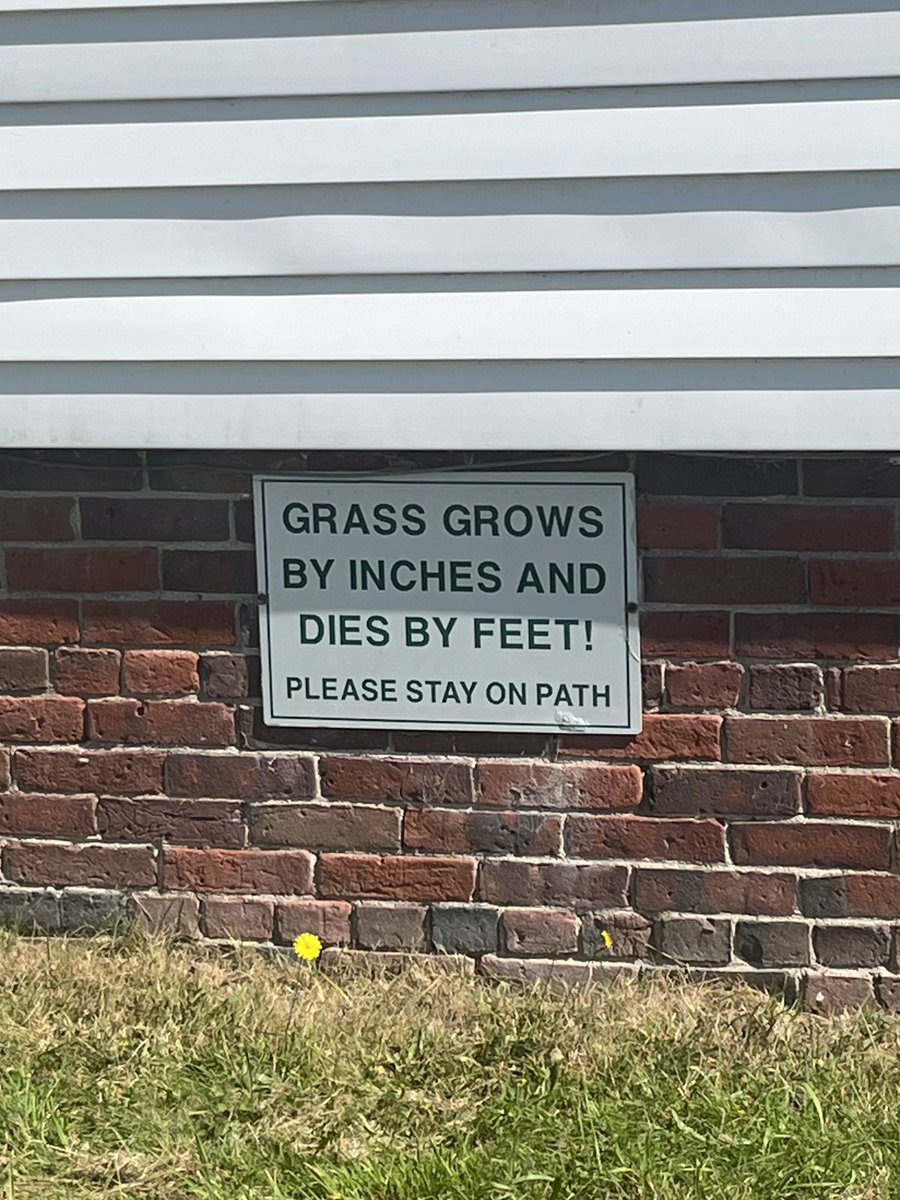 GRASS GROWS
BY INCHES AND
DIES BY FEET!
PLEASE STAY ON PATH